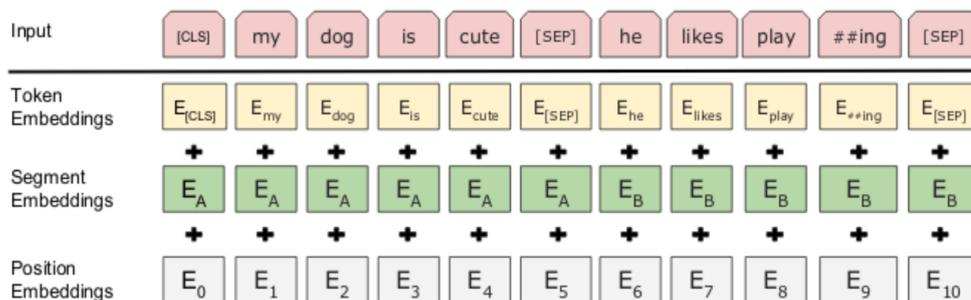 Input [CLS] my dog is cute [SEP] he likes play ##ing [SEP]
Token
Embeddings E[CLS] Emy Edog Eis Ecute E[SEP] Ehe Elikes Eplay E##ing E[SEP]
+ + + + + + + + + + +
Segment
Embeddings EA EA EA EA EA EA EB EB EB EB EB
+ + + + + + + + + + +
Position
Embeddings E0 E1 E2 E3 E4 E5 E6 E7 E8 E9 E10